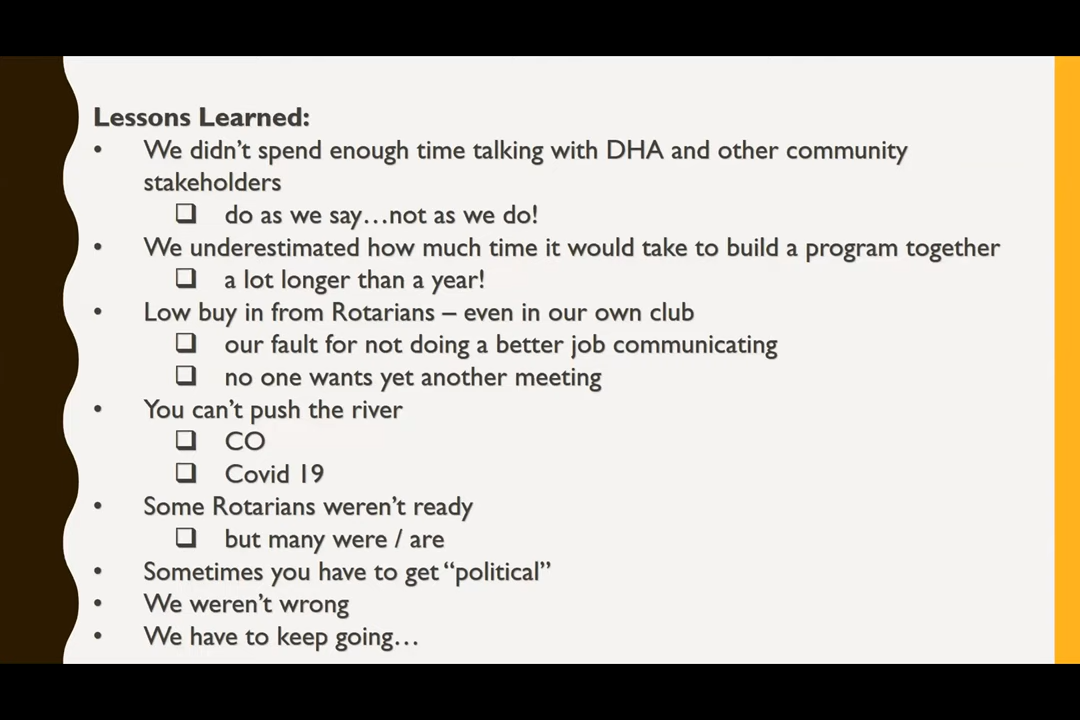 Lessons Learned:
• We didn’t spend enough time talking with DHA and other community
stakeholders
❑ do as we say…not as we do!
• We underestimated how much time it would take to build a program together
❑ a lot longer than a year!
• Low buy in from Rotarians – even in our own club
❑ our fault for not doing a better job communicating
❑ no one wants yet another meeting
• You can’t push the river
❑ CO
❑ Covid 19
• Some Rotarians weren’t ready
❑ but many were / are
• Sometimes you have to get “political”
• We weren’t wrong
• We have to keep going…